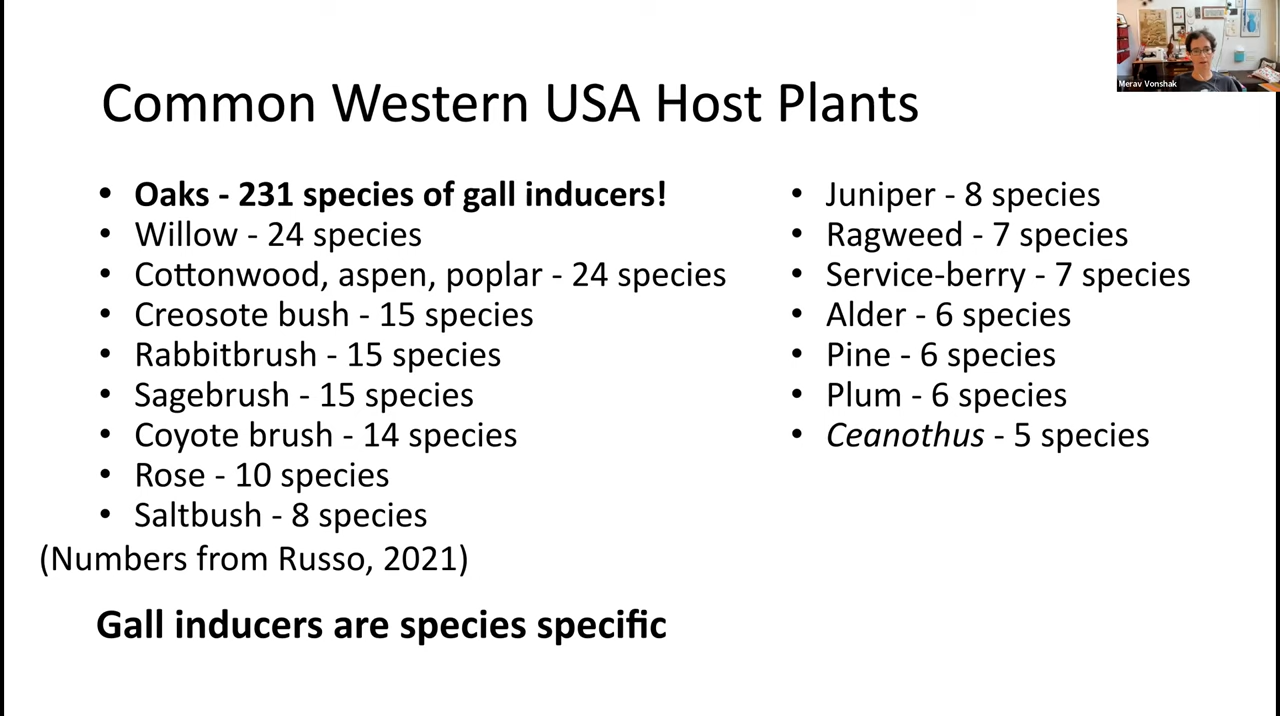 Common Western USA Host Plants
• Oaks - 231 species of gall inducers!
• Willow - 24 species
• Cottonwood, aspen, poplar - 24 species
• Creosote bush - 15 species
• Rabbitbrush - 15 species
• Sagebrush - 15 species
• Coyote brush - 14 species
• Rose - 10 species
• Saltbush - 8 species
(Numbers from Russo, 2021)
• Juniper - 8 species
• Ragweed - 7 species
• Service-berry - 7 species
• Alder - 6 species
• Pine - 6 species
• Plum - 6 species
• Ceanothus - 5 species
Gall inducers are species specific
Merav Vonshak